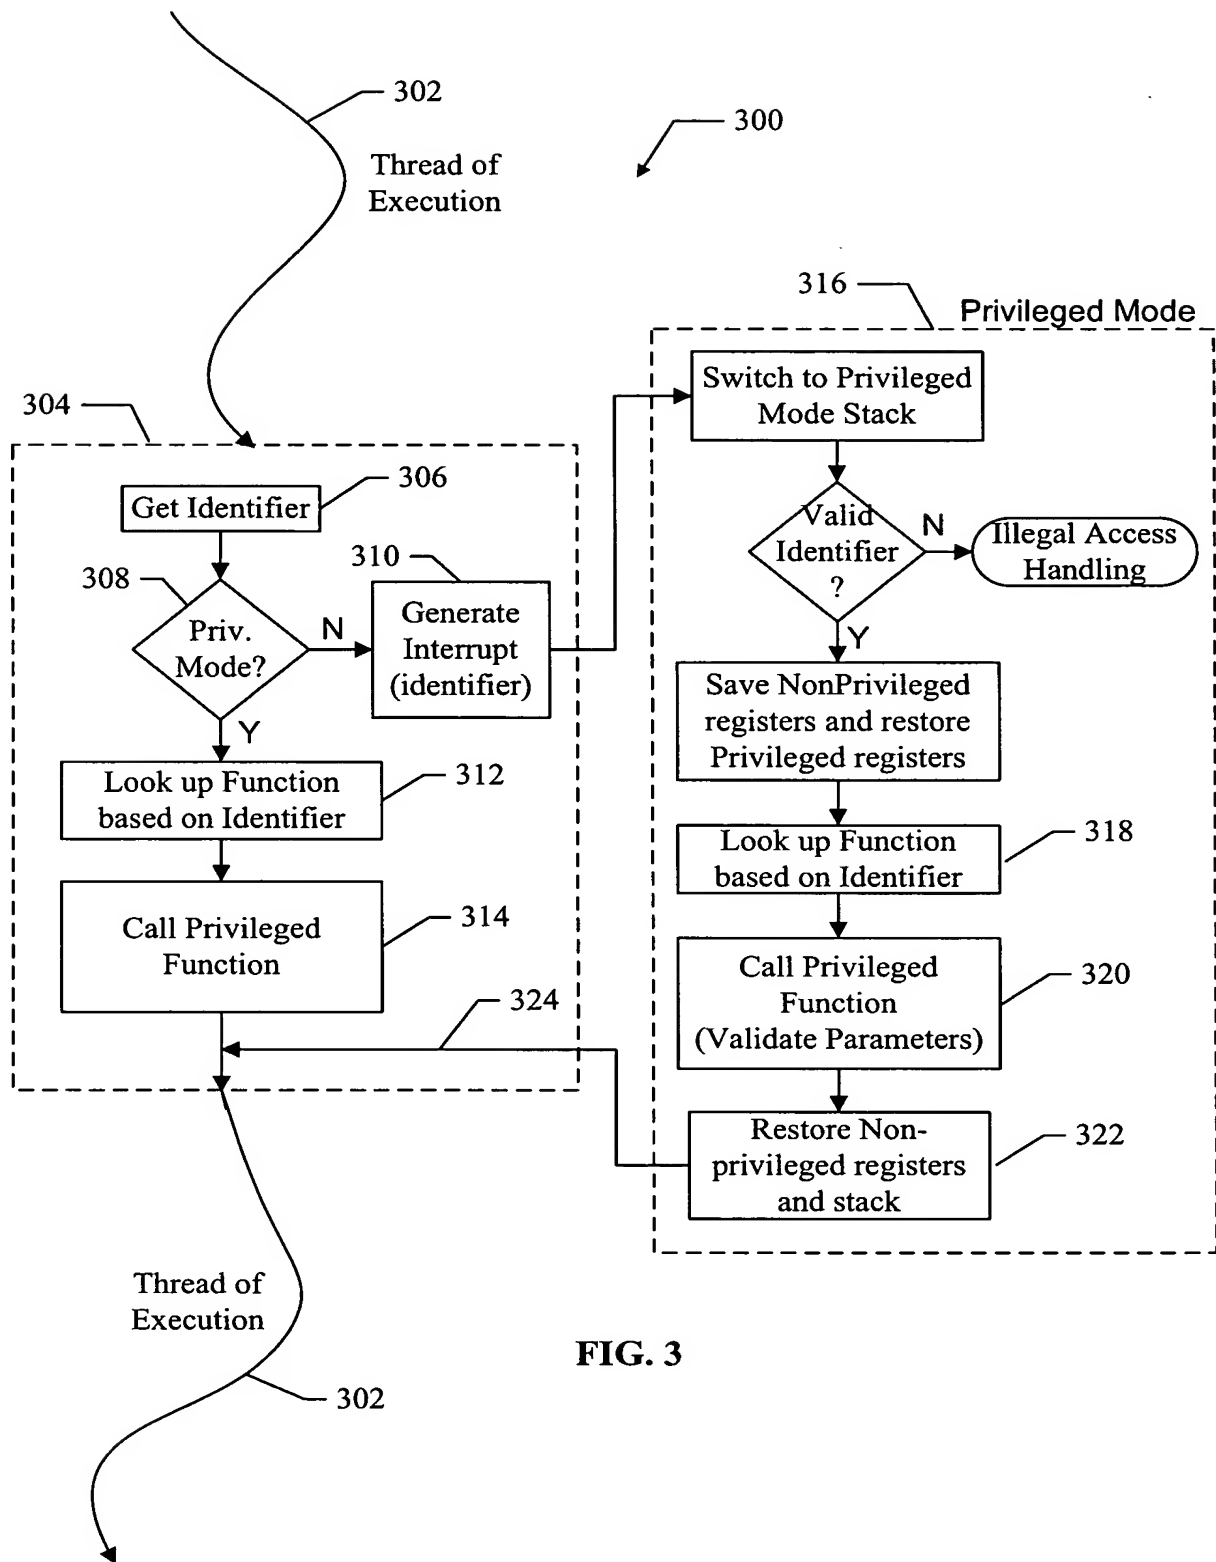 302
300
Thread of
Execution
316
Privileged Mode
Switch to Privileged
Mode Stack
304
306
Get Identifier
Valid
Identifier
?
N
Illegal Access
Handling
310
308
Priv.
Mode?
N
Generate
Interrupt
(identifier)
Y
Y
Save NonPrivileged
registers and restore
Privileged registers
Look up Function
based on Identifier
312
318
Look up Function
based on Identifier
314
Call Privileged
Function
320
Call Privileged
Function
(Validate Parameters)
324
322
Restore Non-
privileged registers
and stack
Thread of
Execution
FIG. 3
302